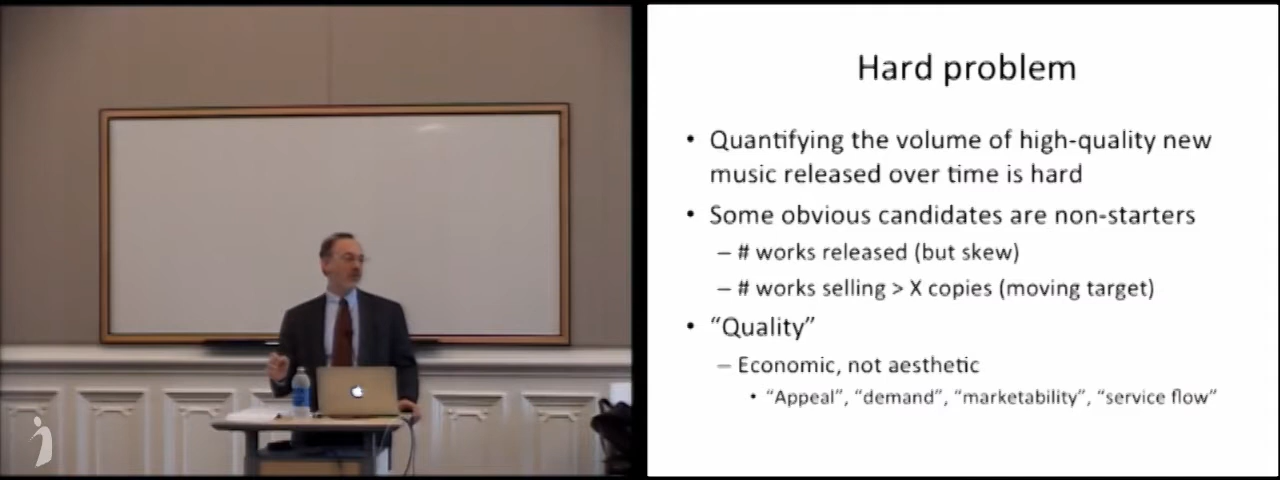 Hard problem
• Quantifying the volume of high-quality new
music released over time is hard
• Some obvious candidates are non-starters
– # works released (but skew)
– # works selling > X copies (moving target)
• “Quality”
– Economic, not aesthetic
• “Appeal”, “demand”, “marketability”, “service flow”